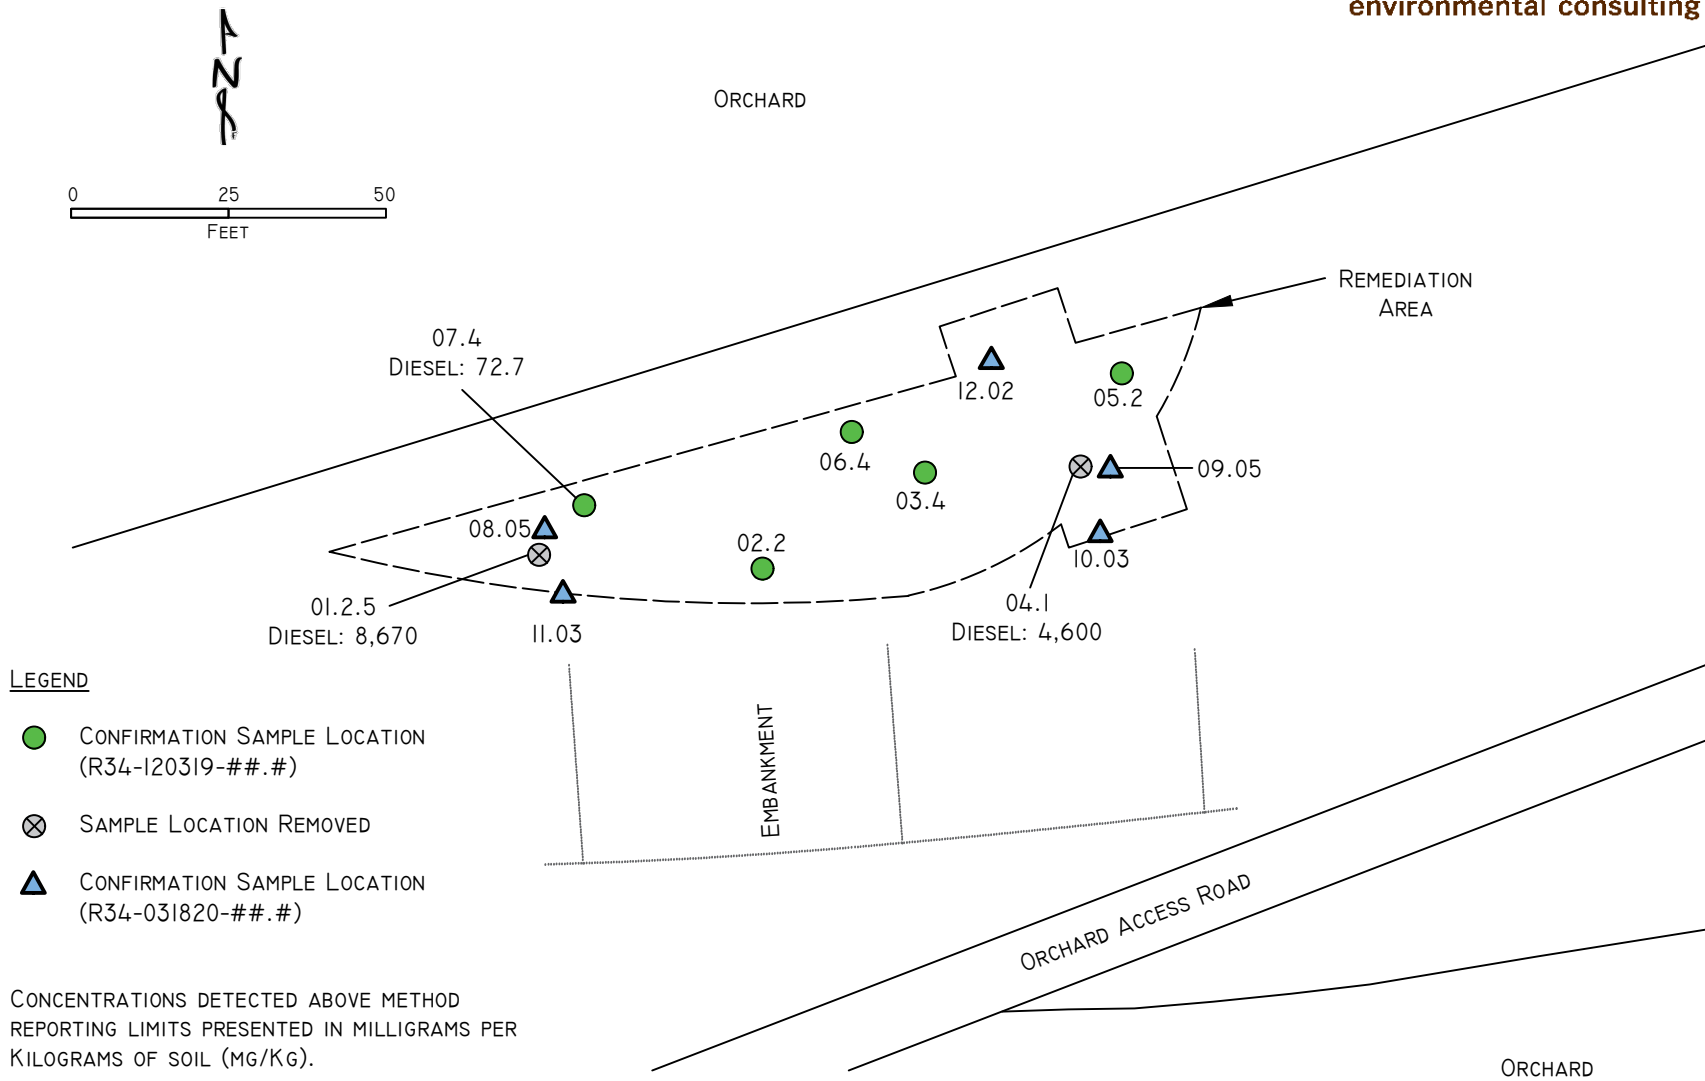 environmental consulting
N
ORCHARD
0 25 50
FEET
REMEDIATION
AREA
07.4
DIESEL: 72.7
12.02
05.2
06.4
03.4
09.05
08.05
02.2
10.03
01.2.5
DIESEL: 8,670
11.03
04.1
DIESEL: 4,600
LEGEND
CONFIRMATION SAMPLE LOCATION
(R34-120319-##.#)
SAMPLE LOCATION REMOVED
CONFIRMATION SAMPLE LOCATION
(R34-031820-##.#)
EMBANKMENT
ORCHARD ACCESS ROAD
CONCENTRATIONS DETECTED ABOVE METHOD
REPORTING LIMITS PRESENTED IN MILLIGRAMS PER
KILOGRAMS OF SOIL (MG/KG).
ORCHARD